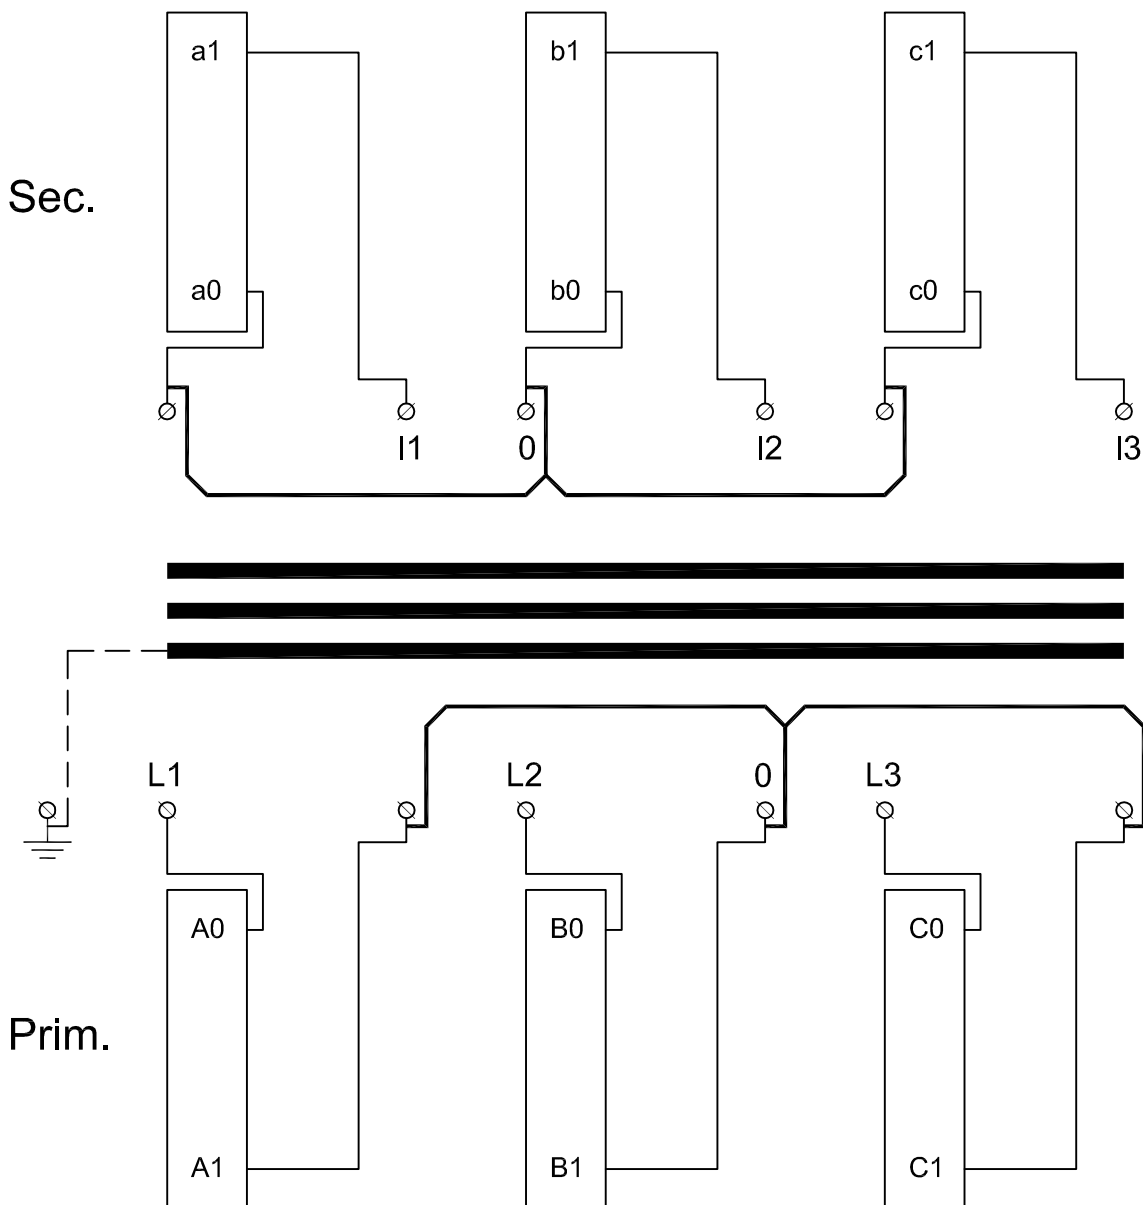 a1 b1 c1
Sec.
a0 b0 c0
I1 0 I2 I3
L1 L2 0 L3
A0 B0 C0
Prim.
A1 B1 C1